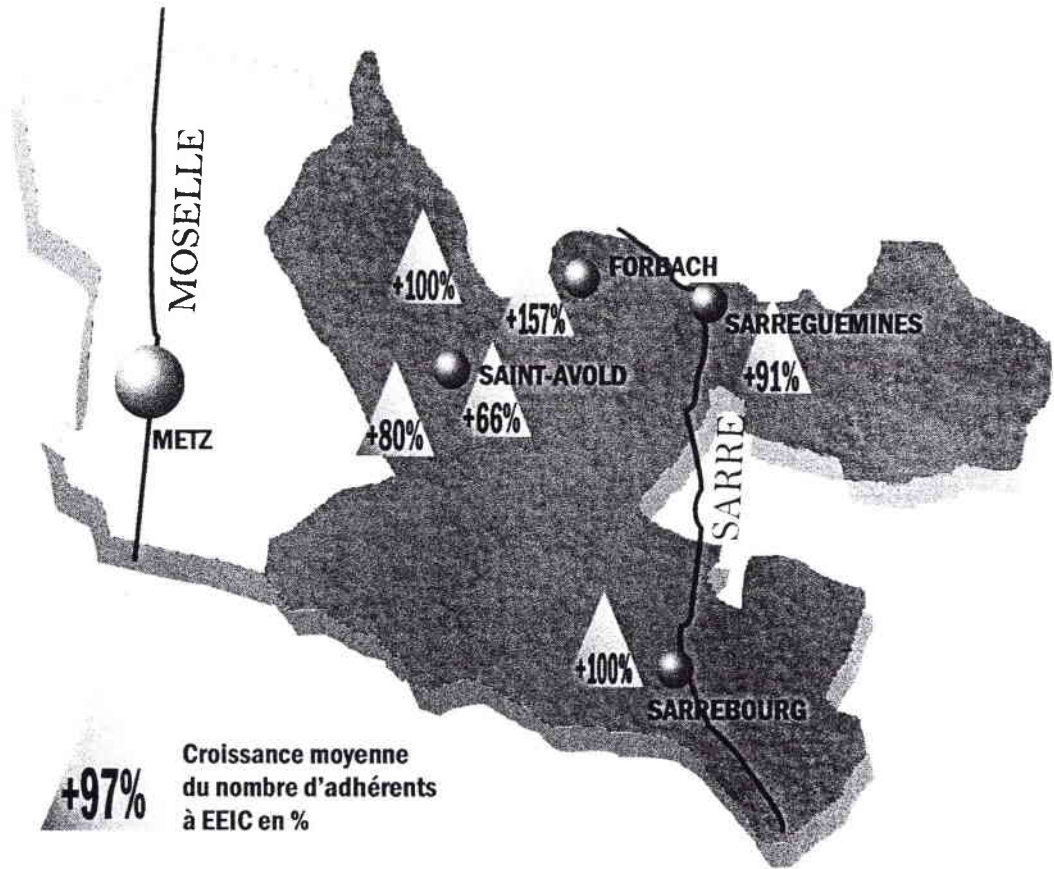 MOSELLE
+100%
FORBACH
+157%
SARREGUEMINES
SAINT-AVOLD
+91%
+66%
+80%
METZ
SARRE
+100%
SARREBOURG
+97%
Croissance moyenne
du nombre d'adhérents
à EEIC en %